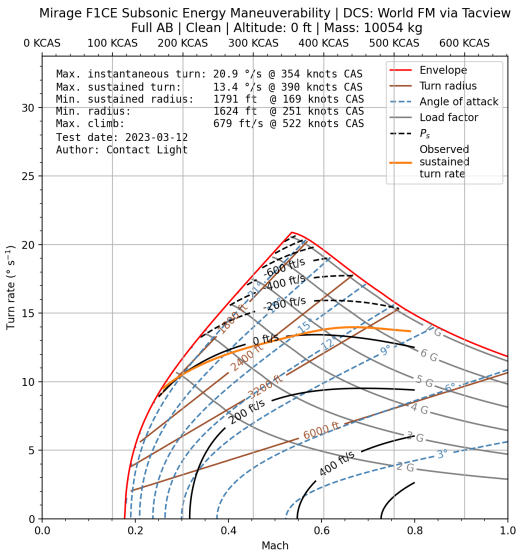 Mirage F1CE Subsonic Energy Maneuverability | DCS: World FM via Tacview
Full AB | Clean | Altitude: 0 ft | Mass: 10054 kg
0 KCAS 100 KCAS 200 KCAS 300 KCAS 400 KCAS 500 KCAS 600 KCAS
Max. instantaneous turn: 20.9 °/s @ 354 knots CAS
Max. sustained turn: 13.4 °/s @ 390 knots CAS
Min. sustained radius: 1791 ft @ 169 knots CAS
Min. radius: 1624 ft @ 251 knots CAS
Max. climb: 679 ft/s @ 522 knots CAS
Test date: 2023-03-12
Author: Contact Light
Envelope
Turn radius
Angle of attack
Load factor
Ps
Observed
sustained
turn rate
30
25
20
15
10
5
0
Turn rate (° s⁻¹)
-600 ft/s
-400 ft/s
-200 ft/s
0 ft/s
200 ft/s
400 ft/s
2400 ft
3200 ft
6000 ft
15°
12°
9°
6°
3°
G
6 G
5 G
4 G
3 G
2 G
0.0 0.2 0.4 0.6 0.8 1.0
Mach